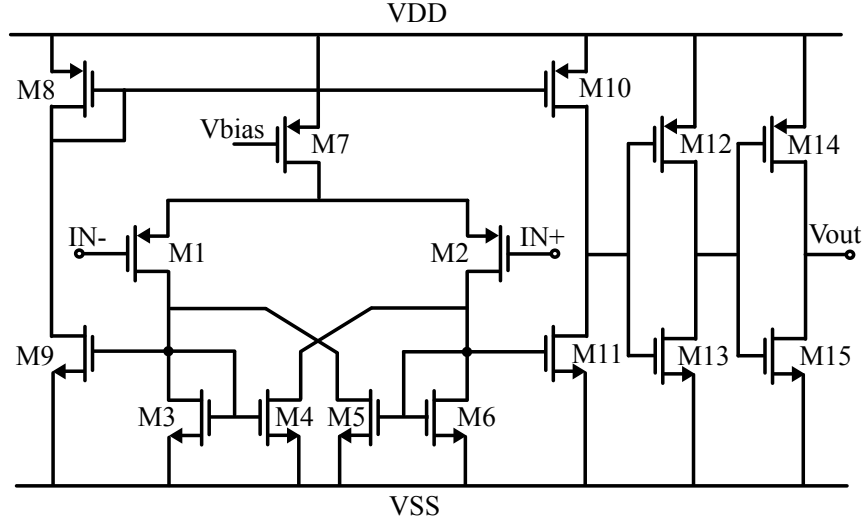 VDD
M8
M10
Vbias
M7
M12
M14
IN-
M1
M2
IN+
Vout
M9
M11
M13
M15
M3
M4
M5
M6
VSS